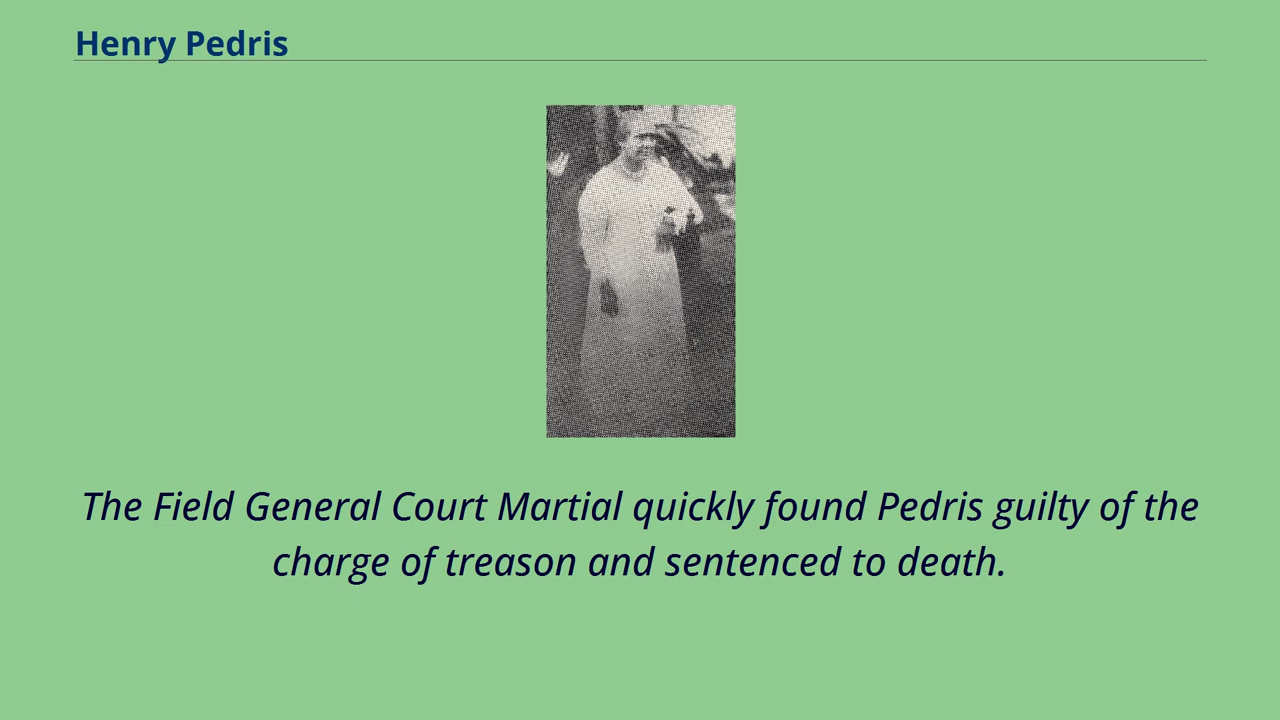 Henry Pedris
The Field General Court Martial quickly found Pedris guilty of the
charge of treason and sentenced to death.